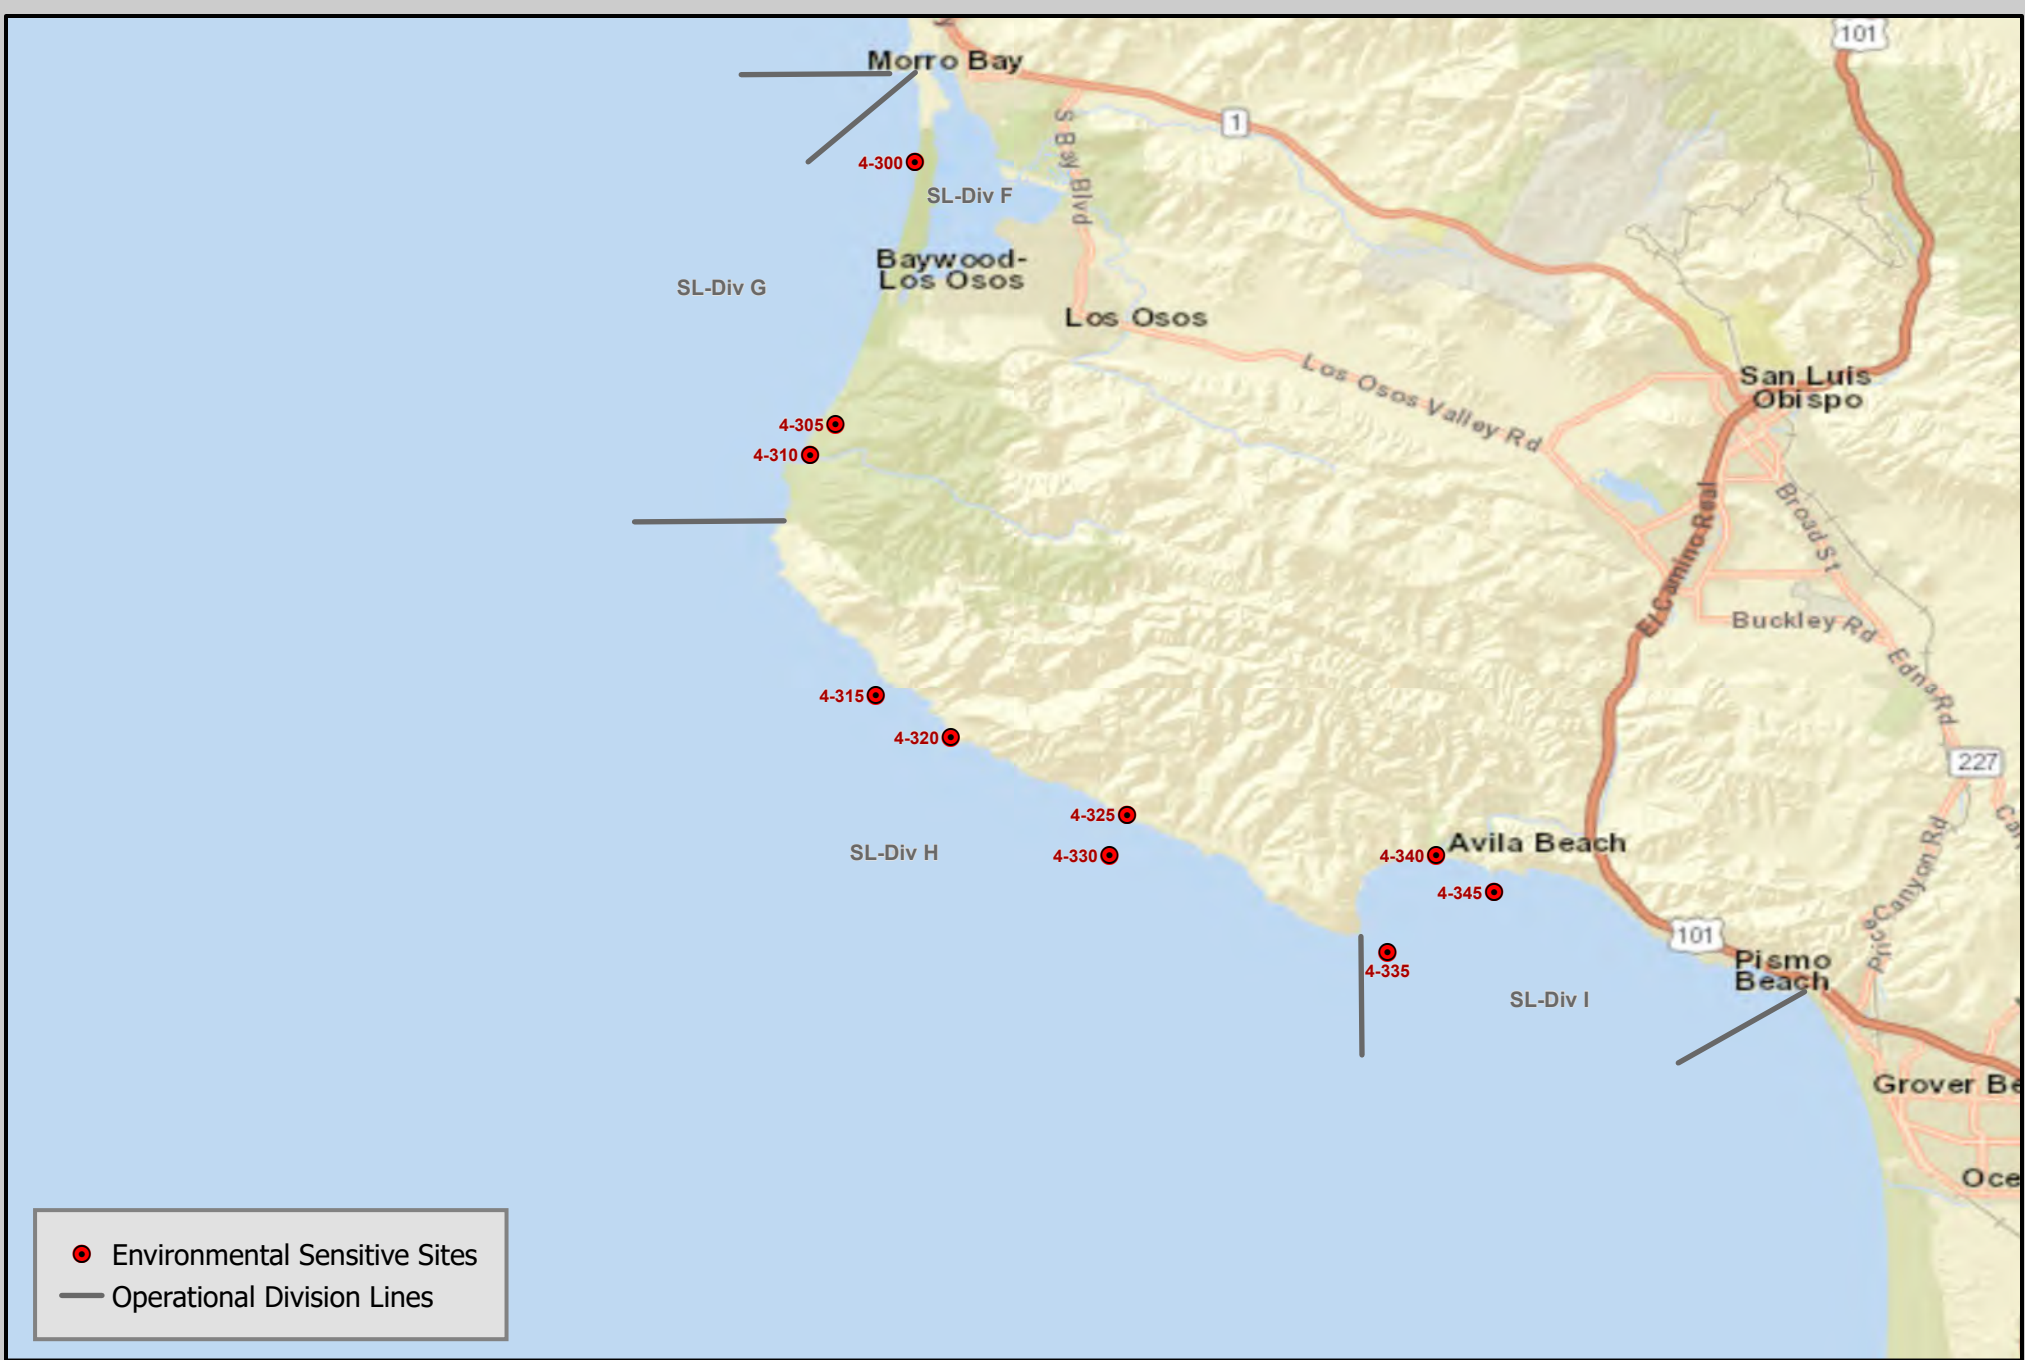 101
Morro Bay
1
S Bay Blvd
4-300
SL-Div F
Baywood-
Los Osos
SL-Div G
Los Osos
Los Osos Valley Rd
San Luis
Obispo
4-305
4-310
El Camino Real
Broad St
Buckley Rd
Edna Rd
4-315
4-320
227
4-325
SL-Div H
4-330
4-340
Avila Beach
4-345
Price Canyon Rd
101
4-335
Pismo
Beach
SL-Div I
Grover Be
Oce
Environmental Sensitive Sites
Operational Division Lines